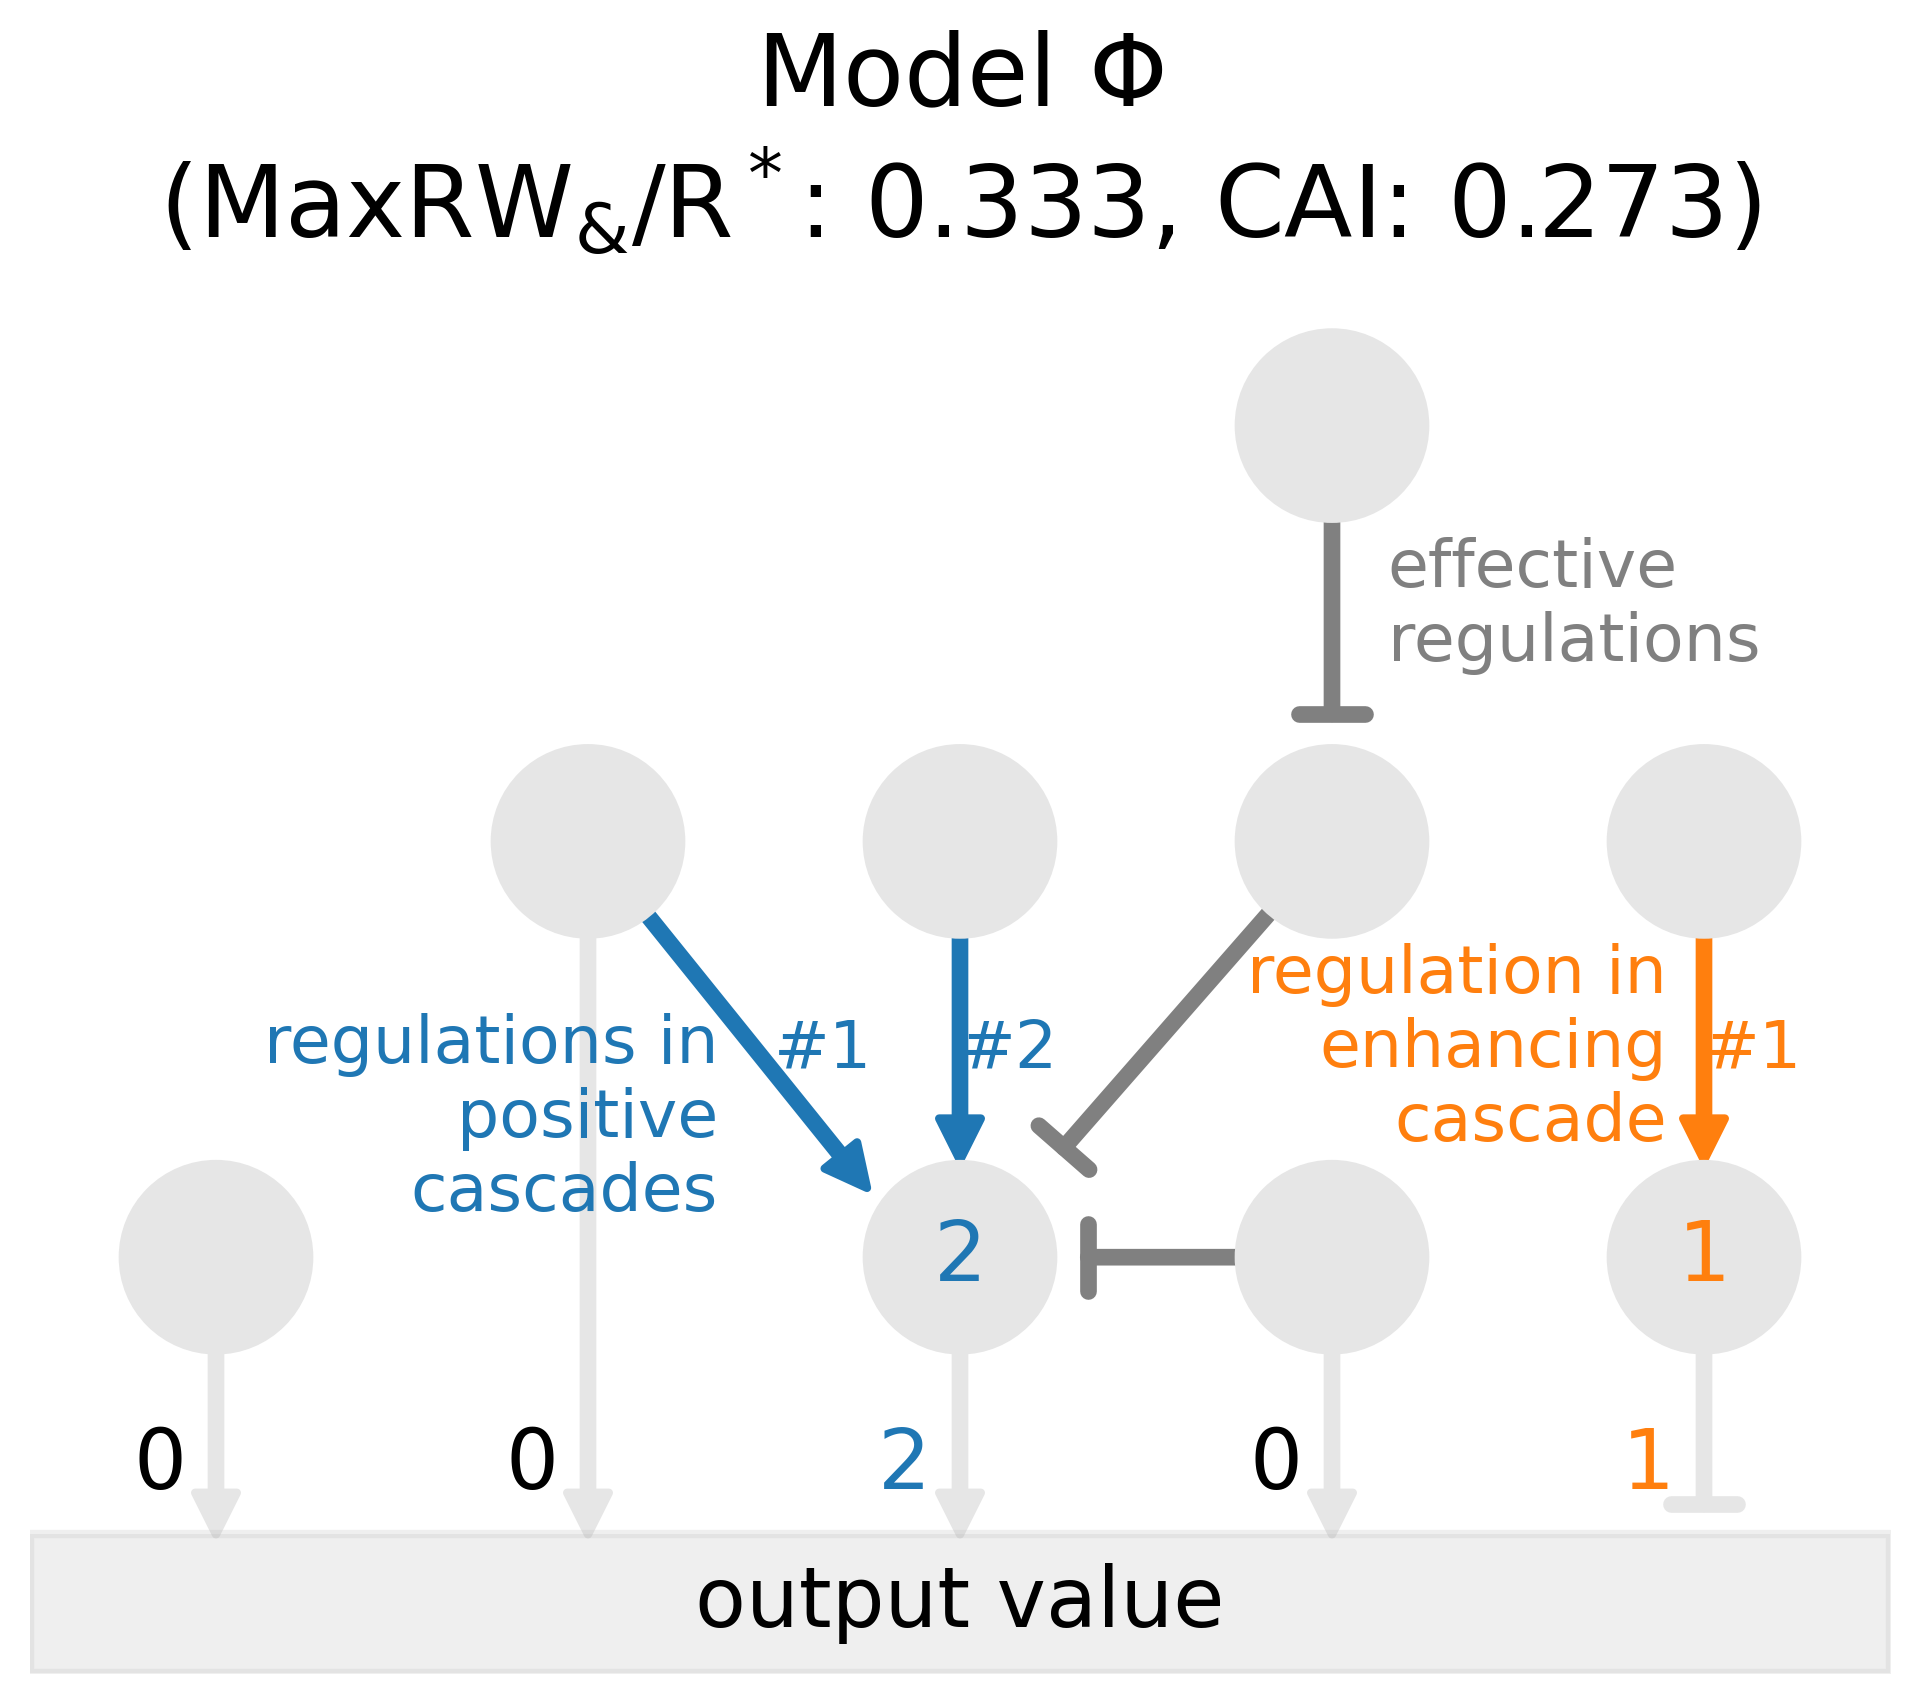 Model Φ
(MaxRW&/R*: 0.333, CAI: 0.273)
effective
regulations
regulations in
positive
cascades
#1
#2
regulation in
enhancing
cascade
#1
2
1
0
0
2
0
1
output value